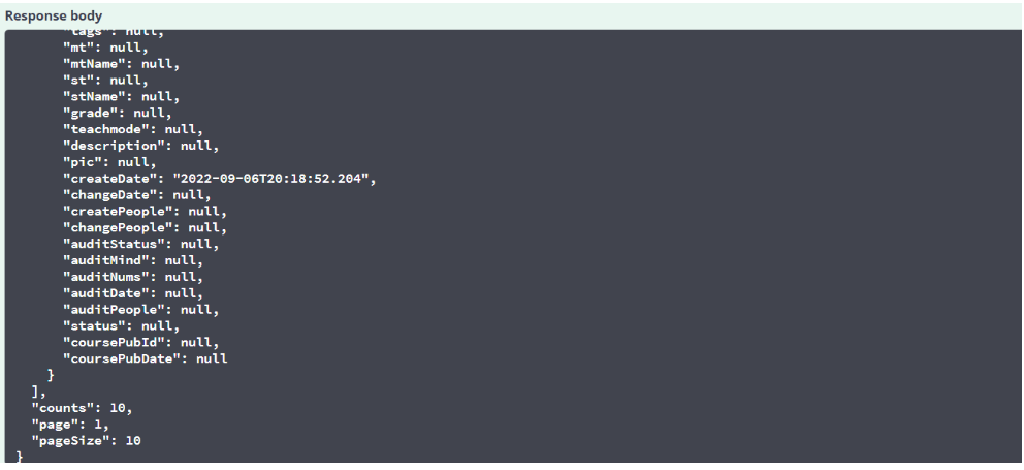 Response body
"tags": null,
"mt": null,
"mtName": null,
"st": null,
"stName": null,
"grade": null,
"teachmode": null,
"description": null,
"pic": null,
"createDate": "2022-09-06T20:18:52.204",
"changeDate": null,
"createPeople": null,
"changePeople": null,
"auditStatus": null,
"auditMind": null,
"auditNums": null,
"auditDate": null,
"auditPeople": null,
"status": null,
"coursePubId": null,
"coursePubDate": null
}
],
"counts": 10,
"page": 1,
"pageSize": 10
}